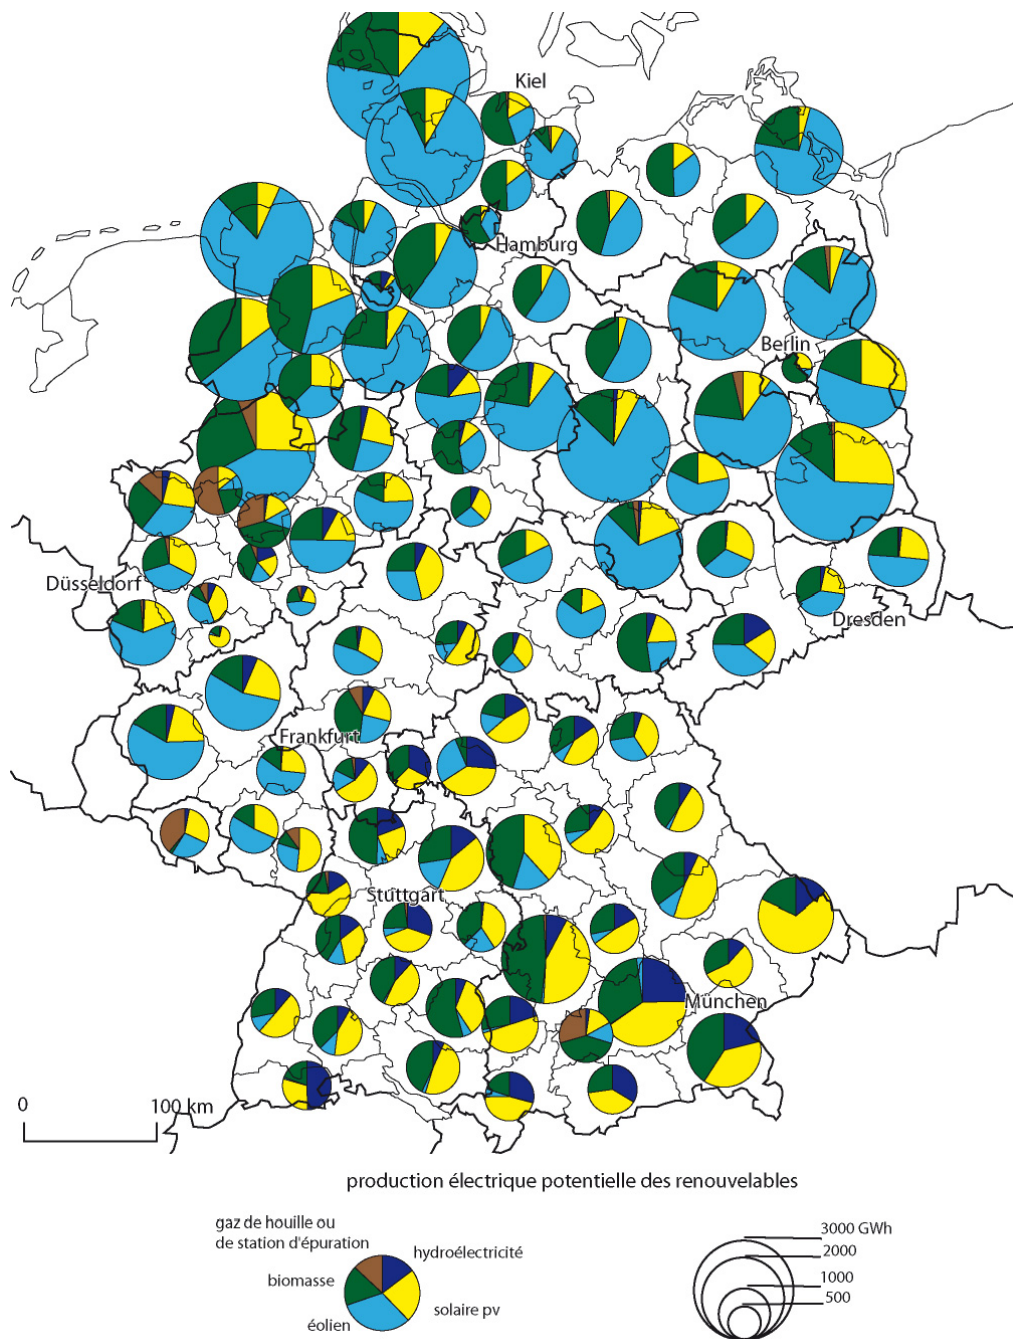 Kiel
Hamburg
Berlin
Düsseldorf
Dresden
Frankfurt
Stuttgart
München
0
100 km
production électrique potentielle des renouvelables
gaz de houille ou
de station d'épuration
hydroélectricité
biomasse
solaire pv
éolien
3000 GWh
2000
1000
500